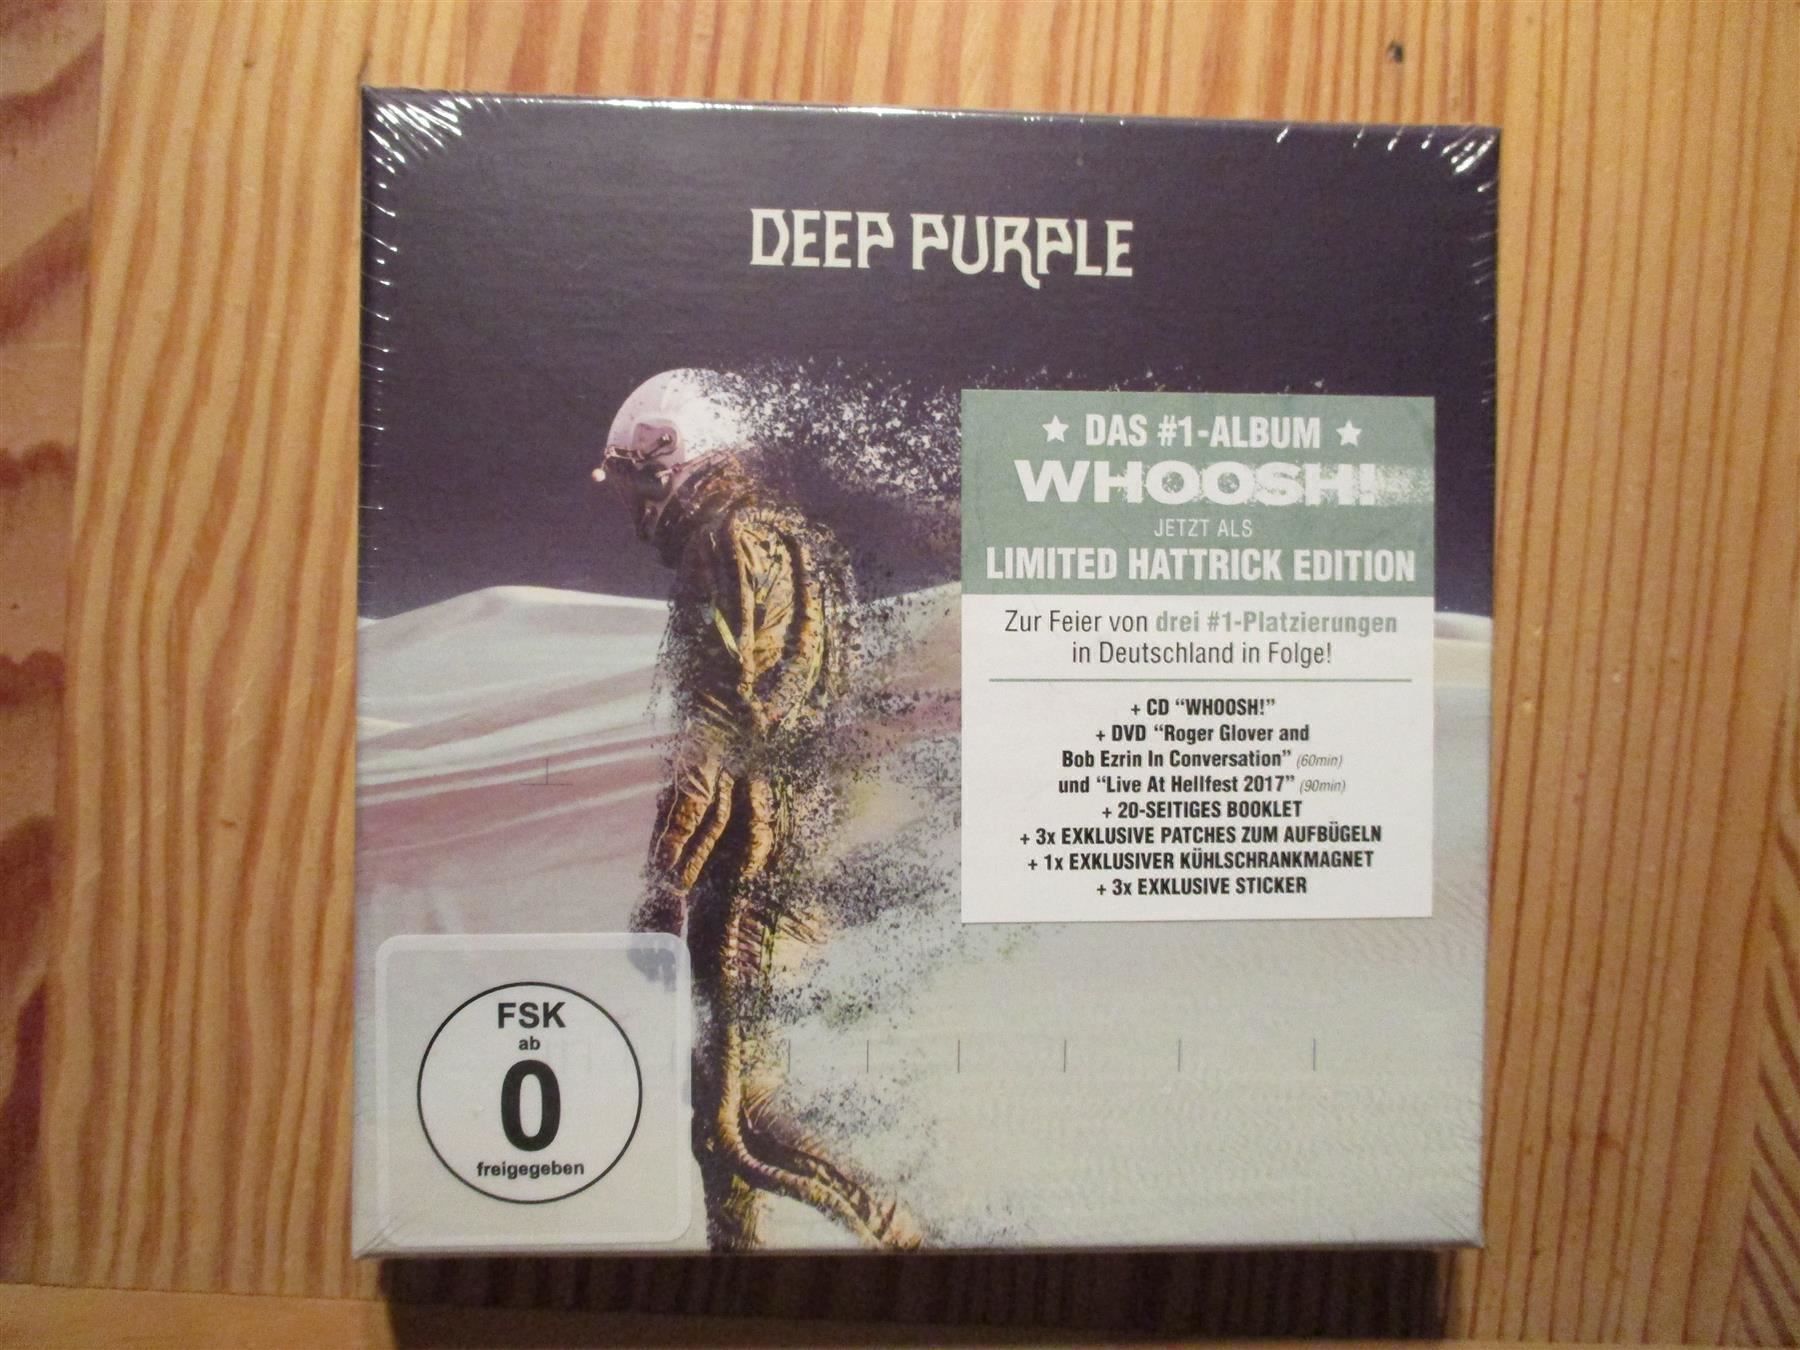 DEEP PURPLE
★ DAS #1-ALBUM ★
WHOOSH!
JETZT ALS
LIMITED HATTRICK EDITION
Zur Feier von drei #1-Platzierungen
in Deutschland in Folge!
+ CD “WHOOSH!”
+ DVD “Roger Glover and
Bob Ezrin In Conversation” (60min)
und “Live At Hellfest 2017” (90min)
+ 20-SEITIGES BOOKLET
+ 3x EXKLUSIVE PATCHES ZUM AUFBÜGELN
+ 1x EXKLUSIVER KÜHLSCHRANKMAGNET
+ 3x EXKLUSIVE STICKER
FSK
ab
0
freigegeben